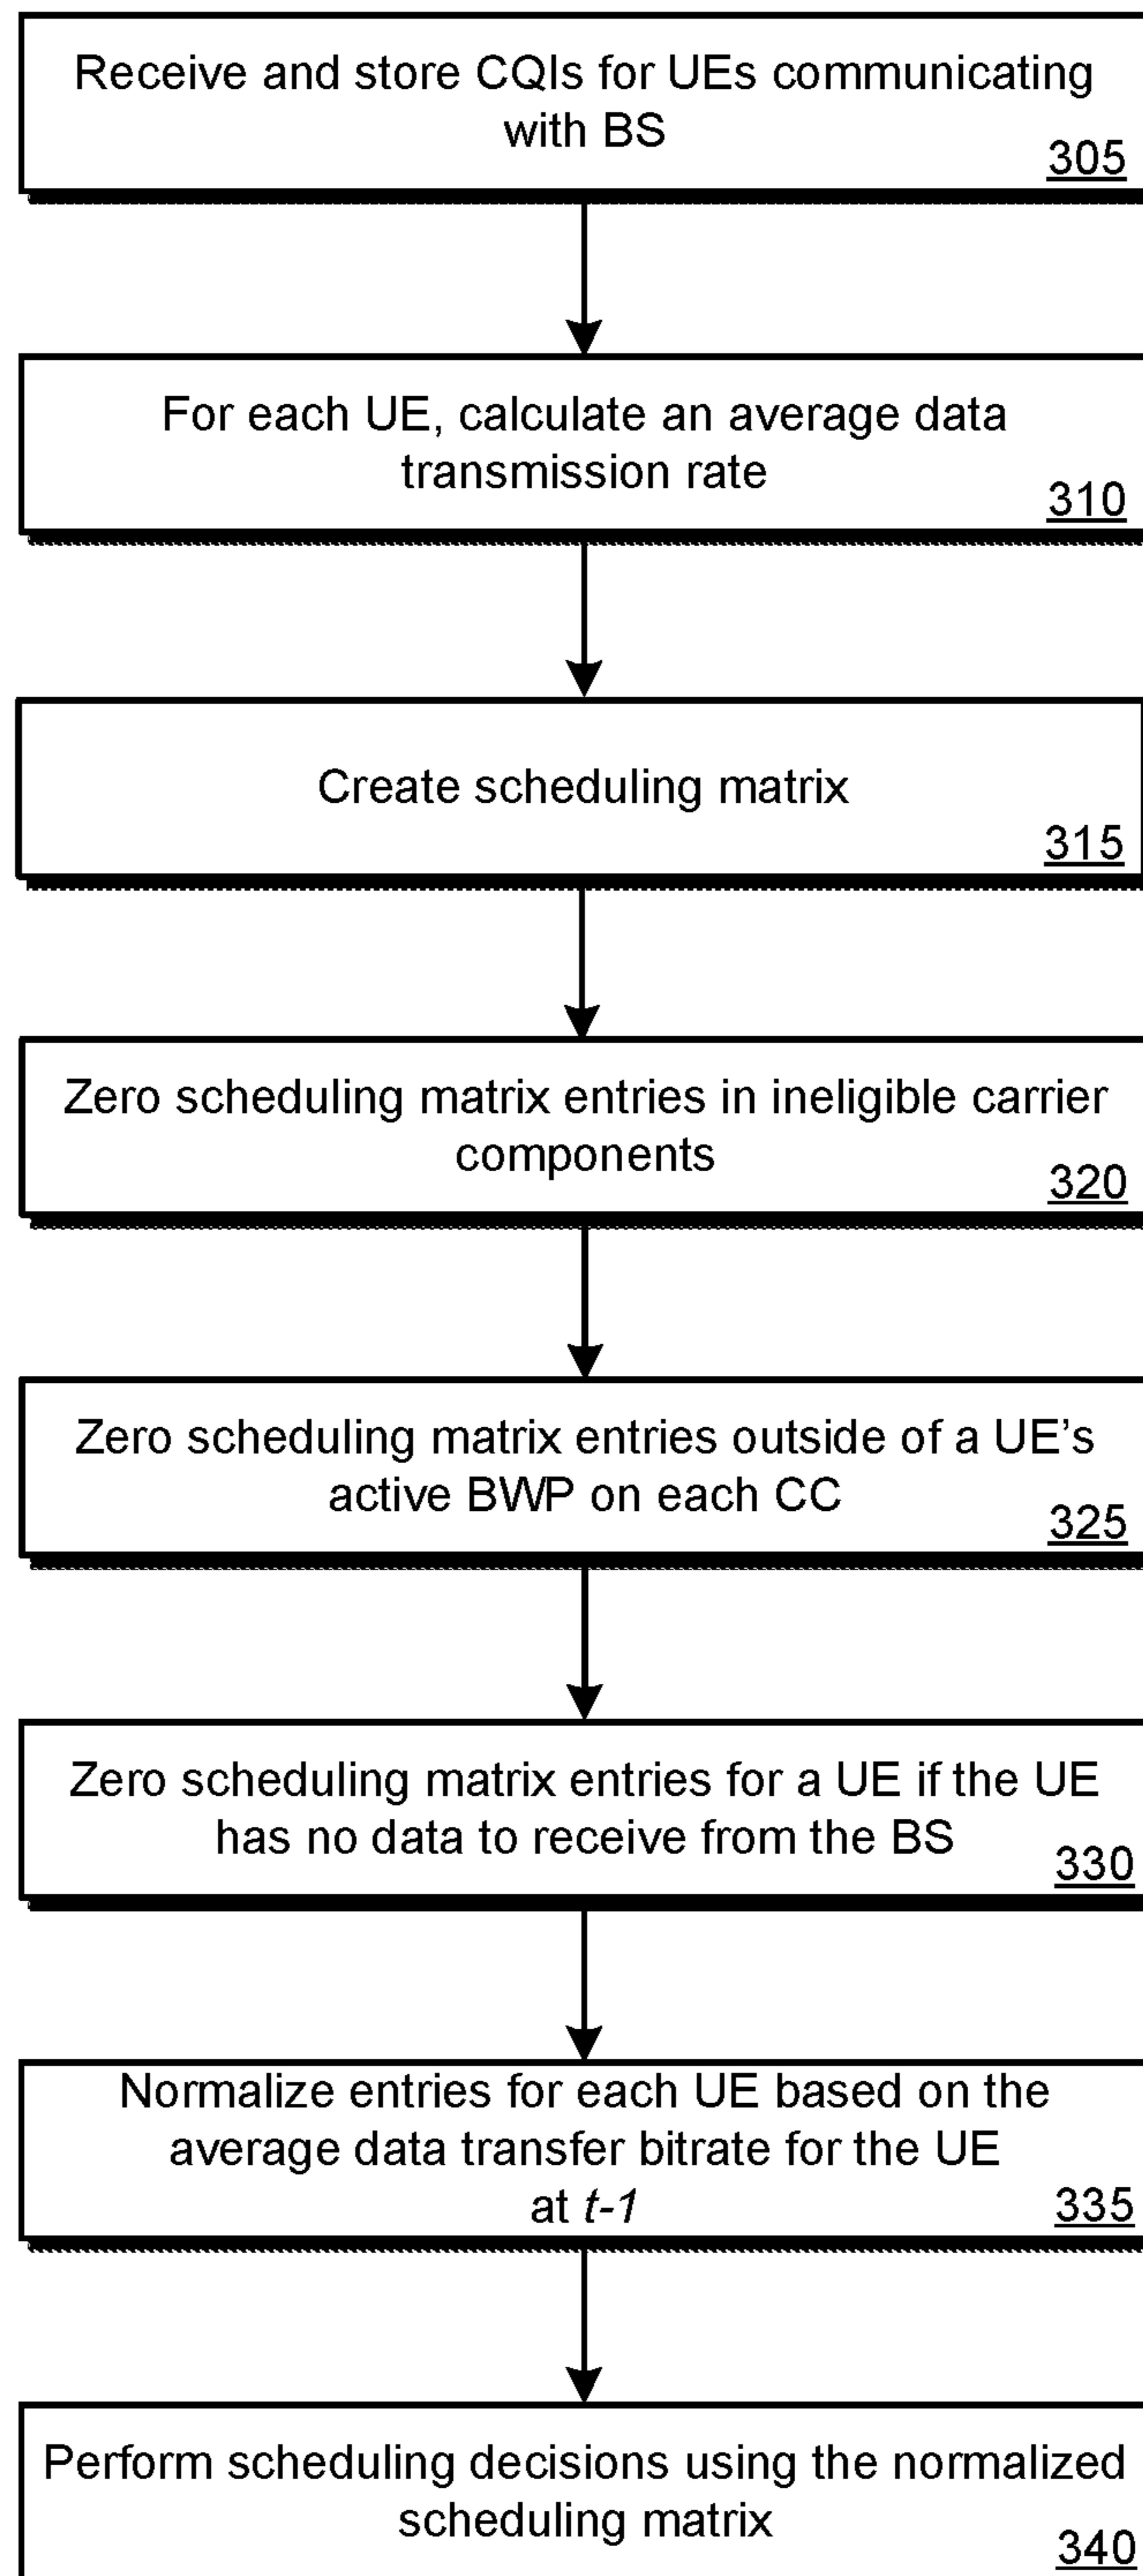 Receive and store CQIs for UEs communicating
with BS
305
For each UE, calculate an average data
transmission rate
310
Create scheduling matrix
315
Zero scheduling matrix entries in ineligible carrier
components
320
Zero scheduling matrix entries outside of a UE's
active BWP on each CC
325
Zero scheduling matrix entries for a UE if the UE
has no data to receive from the BS
330
Normalize entries for each UE based on the
average data transfer bitrate for the UE
at t-1
335
Perform scheduling decisions using the normalized
scheduling matrix
340